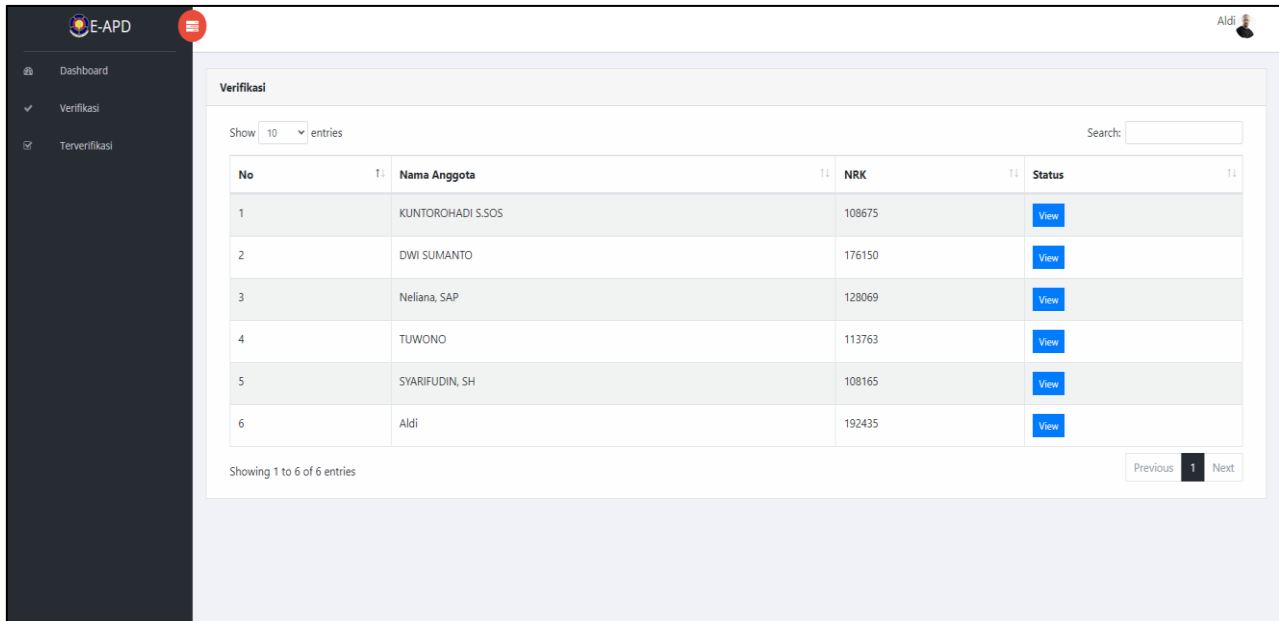 E-APD
Aldi
Dashboard
Verifikasi
Terverifikasi
Verifikasi
Show 10 entries
Search:
No Nama Anggota NRK Status
1 KUNTOROHADI S.SOS 108675 View
2 DWI SUMANTO 176150 View
3 Neliana, SAP 128069 View
4 TUWONO 113763 View
5 SYARIFUDIN, SH 108165 View
6 Aldi 192435 View
Showing 1 to 6 of 6 entries
Previous 1 Next